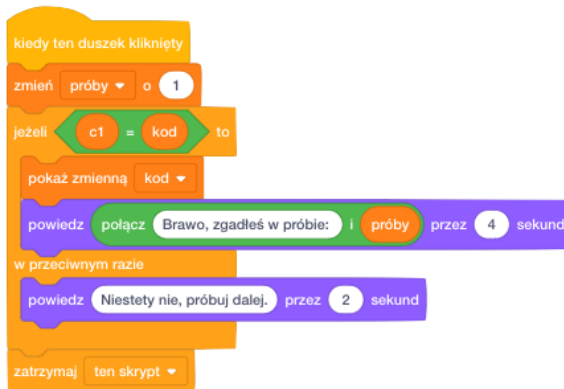 kiedy ten duszek kliknięty
zmień próby o 1
jeżeli c1 = kod to
pokaż zmienną kod
powiedz połącz Brawo, zgadłeś w próbie: i próby przez 4 sekund
w przeciwnym razie
powiedz Niestety nie, próbuj dalej. przez 2 sekund
zatrzymaj ten skrypt